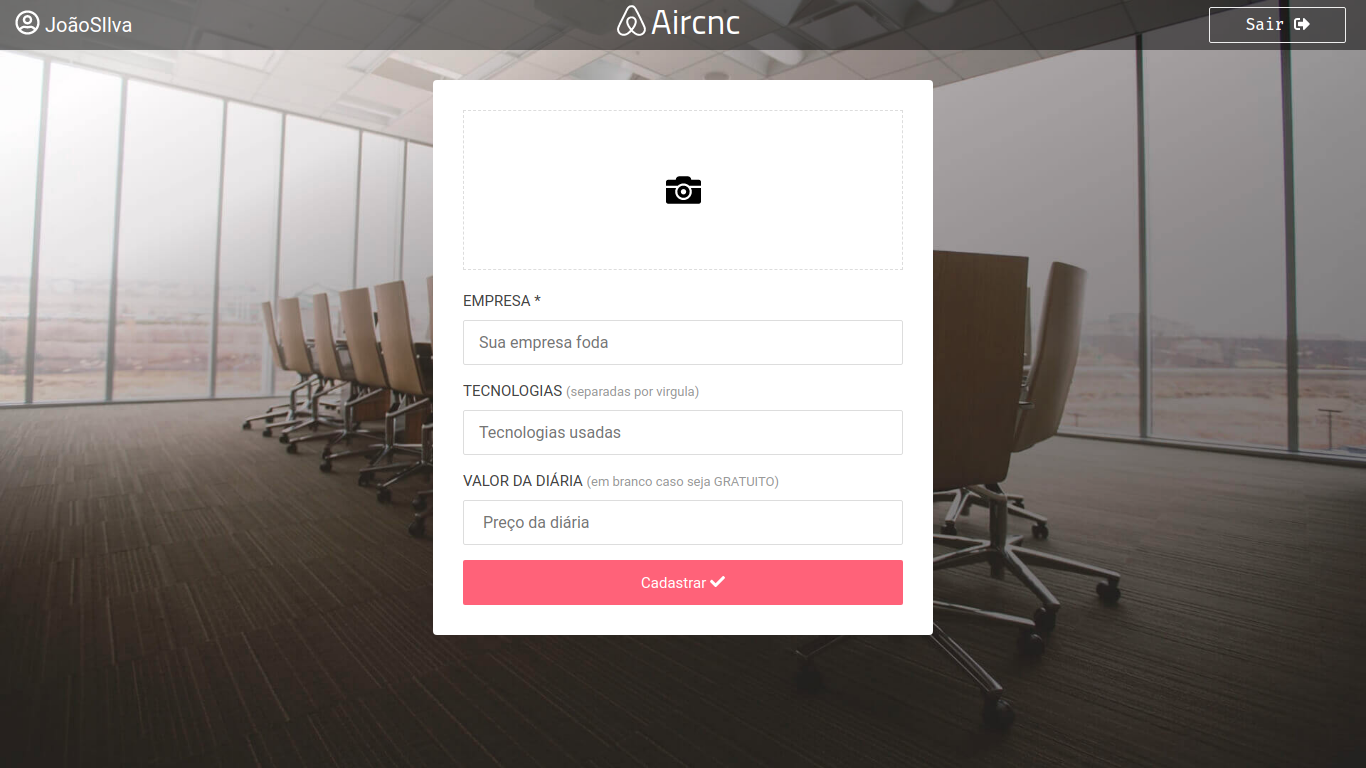 JoãoSIlva
Aircnc
Sair
EMPRESA *
Sua empresa foda
TECNOLOGIAS (separadas por virgula)
Tecnologias usadas
VALOR DA DIÁRIA (em branco caso seja GRATUITO)
Preço da diária
Cadastrar